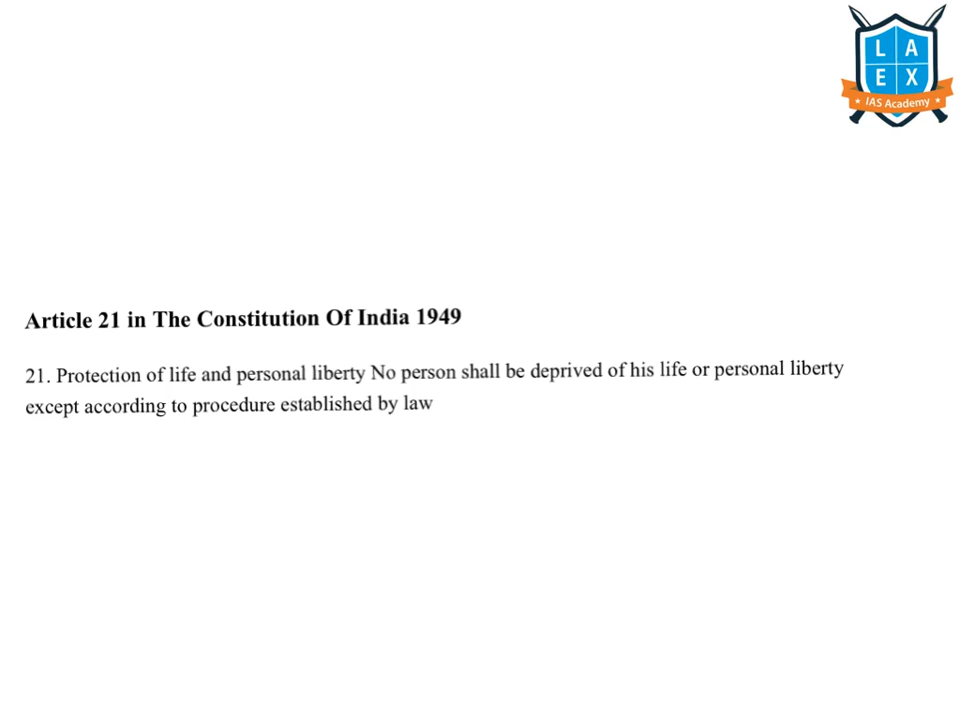 L A
E X
IAS Academy
Article 21 in The Constitution Of India 1949
21. Protection of life and personal liberty No person shall be deprived of his life or personal liberty
except according to procedure established by law